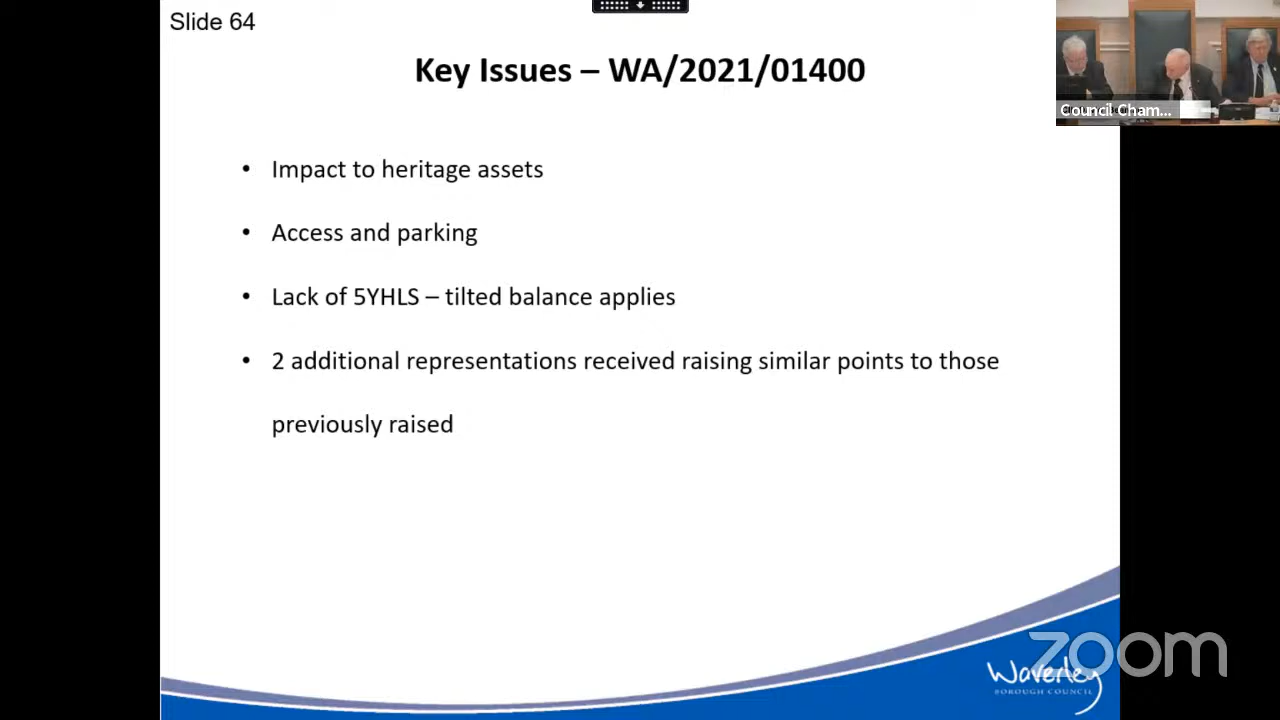 Slide 64
Key Issues – WA/2021/01400
Council Cham...
• Impact to heritage assets
• Access and parking
• Lack of 5YHLS – tilted balance applies
• 2 additional representations received raising similar points to those
previously raised
zoom
Waverley
BOROUGH COUNCIL